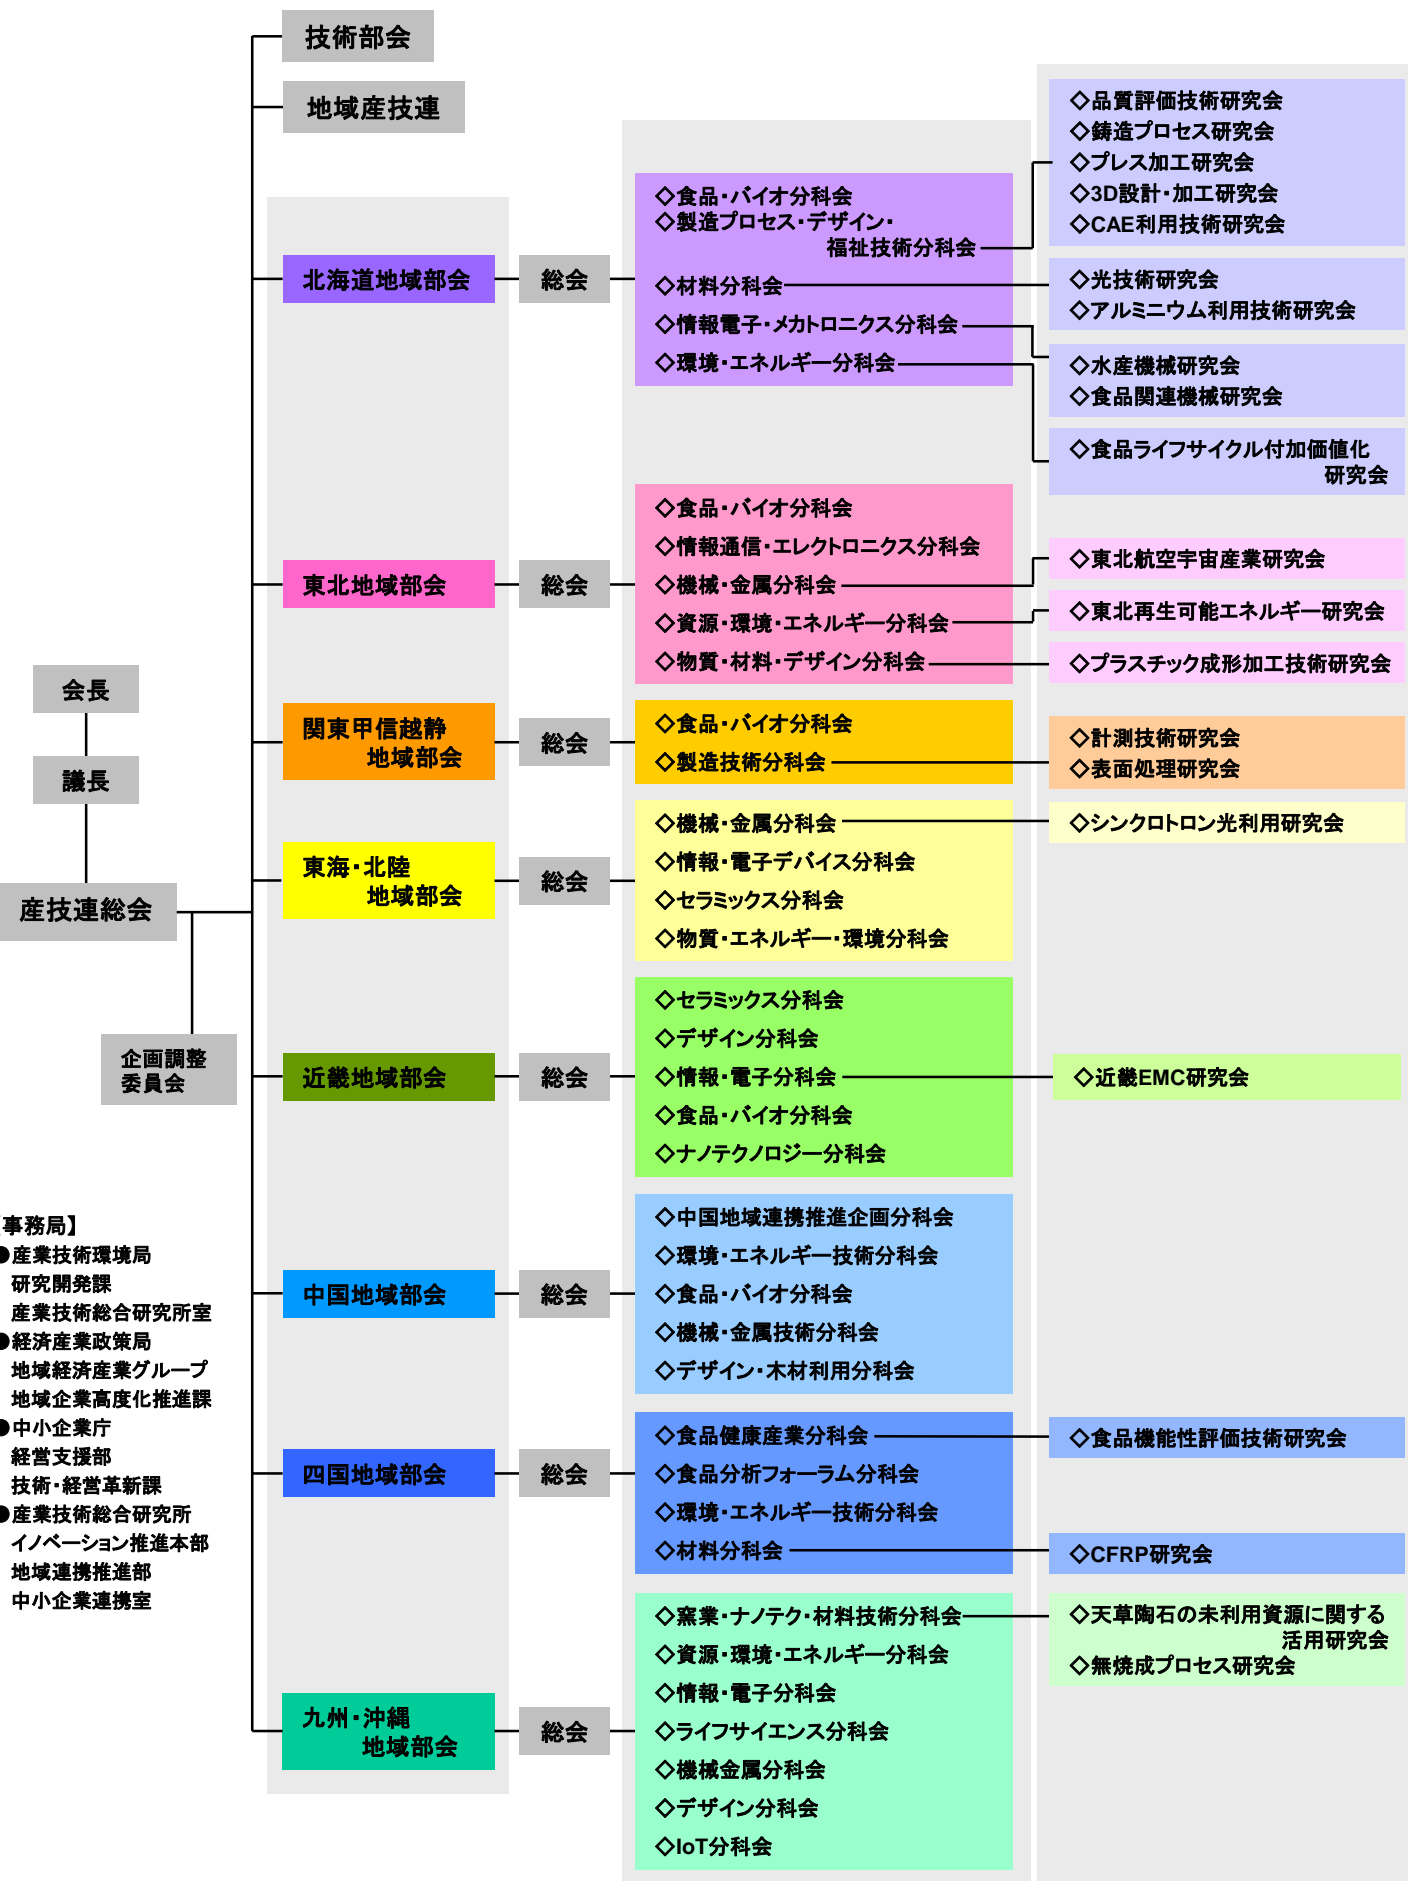 技術部会
地域産技連
会長
議長
産技連総会
企画調整
委員会
【事務局】
●産業技術環境局
研究開発課
産業技術総合研究所室
●経済産業政策局
地域経済産業グループ
地域企業高度化推進課
●中小企業庁
経営支援部
技術・経営革新課
●産業技術総合研究所
イノベーション推進本部
地域連携推進部
中小企業連携室
北海道地域部会
総会
◇食品・バイオ分科会
◇製造プロセス・デザイン・
福祉技術分科会
◇材料分科会
◇情報電子・メカトロニクス分科会
◇環境・エネルギー分科会
◇品質評価技術研究会
◇鋳造プロセス研究会
◇プレス加工研究会
◇3D設計・加工研究会
◇CAE利用技術研究会
◇光技術研究会
◇アルミニウム利用技術研究会
◇水産機械研究会
◇食品関連機械研究会
◇食品ライフサイクル付加価値化
研究会
東北地域部会
総会
◇食品・バイオ分科会
◇情報通信・エレクトロニクス分科会
◇機械・金属分科会
◇資源・環境・エネルギー分科会
◇物質・材料・デザイン分科会
◇東北航空宇宙産業研究会
◇東北再生可能エネルギー研究会
◇プラスチック成形加工技術研究会
関東甲信越静
地域部会
総会
◇食品・バイオ分科会
◇製造技術分科会
◇計測技術研究会
◇表面処理研究会
東海・北陸
地域部会
総会
◇機械・金属分科会
◇情報・電子デバイス分科会
◇セラミックス分科会
◇物質・エネルギー・環境分科会
◇シンクロトロン光利用研究会
近畿地域部会
総会
◇セラミックス分科会
◇デザイン分科会
◇情報・電子分科会
◇食品・バイオ分科会
◇ナノテクノロジー分科会
◇近畿EMC研究会
中国地域部会
総会
◇中国地域連携推進企画分科会
◇環境・エネルギー技術分科会
◇食品・バイオ分科会
◇機械・金属技術分科会
◇デザイン・木材利用分科会
四国地域部会
総会
◇食品健康産業分科会
◇食品分析フォーラム分科会
◇環境・エネルギー技術分科会
◇材料分科会
◇食品機能性評価技術研究会
◇CFRP研究会
九州・沖縄
地域部会
総会
◇窯業・ナノテク・材料技術分科会
◇資源・環境・エネルギー分科会
◇情報・電子分科会
◇ライフサイエンス分科会
◇機械金属分科会
◇デザイン分科会
◇IoT分科会
◇天草陶石の未利用資源に関する
活用研究会
◇無焼成プロセス研究会